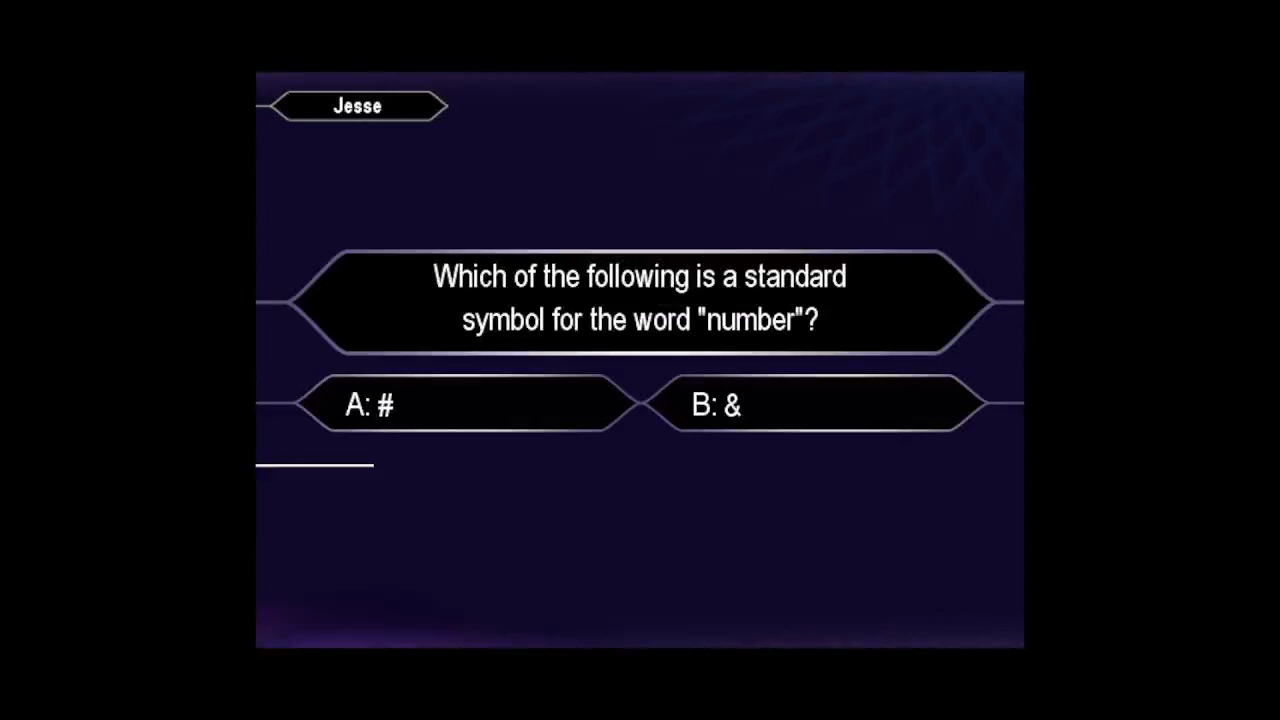 Jesse
Which of the following is a standard
symbol for the word "number"?
A: #
B: &